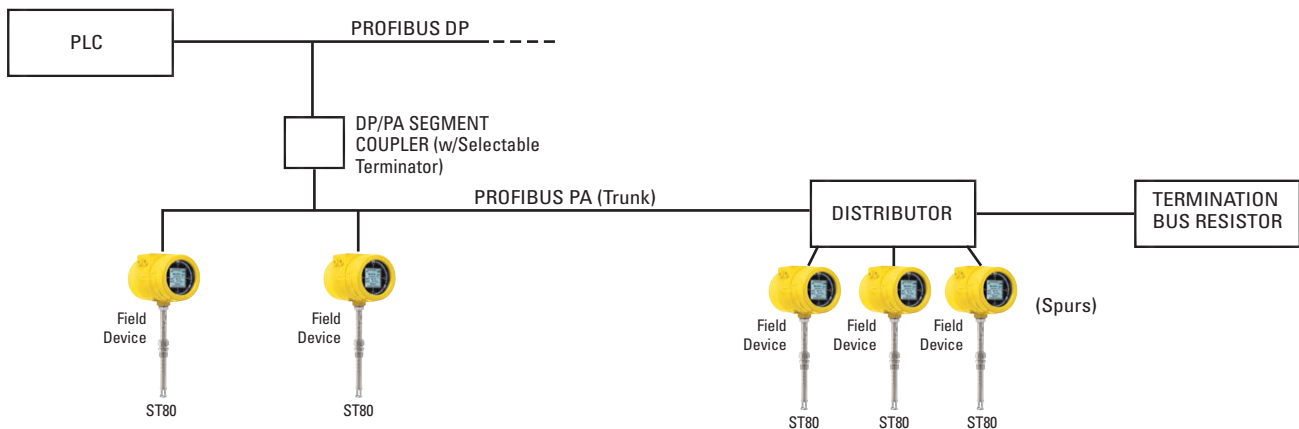 PLC
PROFIBUS DP
DP/PA SEGMENT
COUPLER (w/Selectable
Terminator)
PROFIBUS PA (Trunk)
DISTRIBUTOR
TERMINATION
BUS RESISTOR
Field
Device
ST80
Field
Device
ST80
Field
Device
ST80
Field
Device
ST80
Field
Device
ST80
(Spurs)